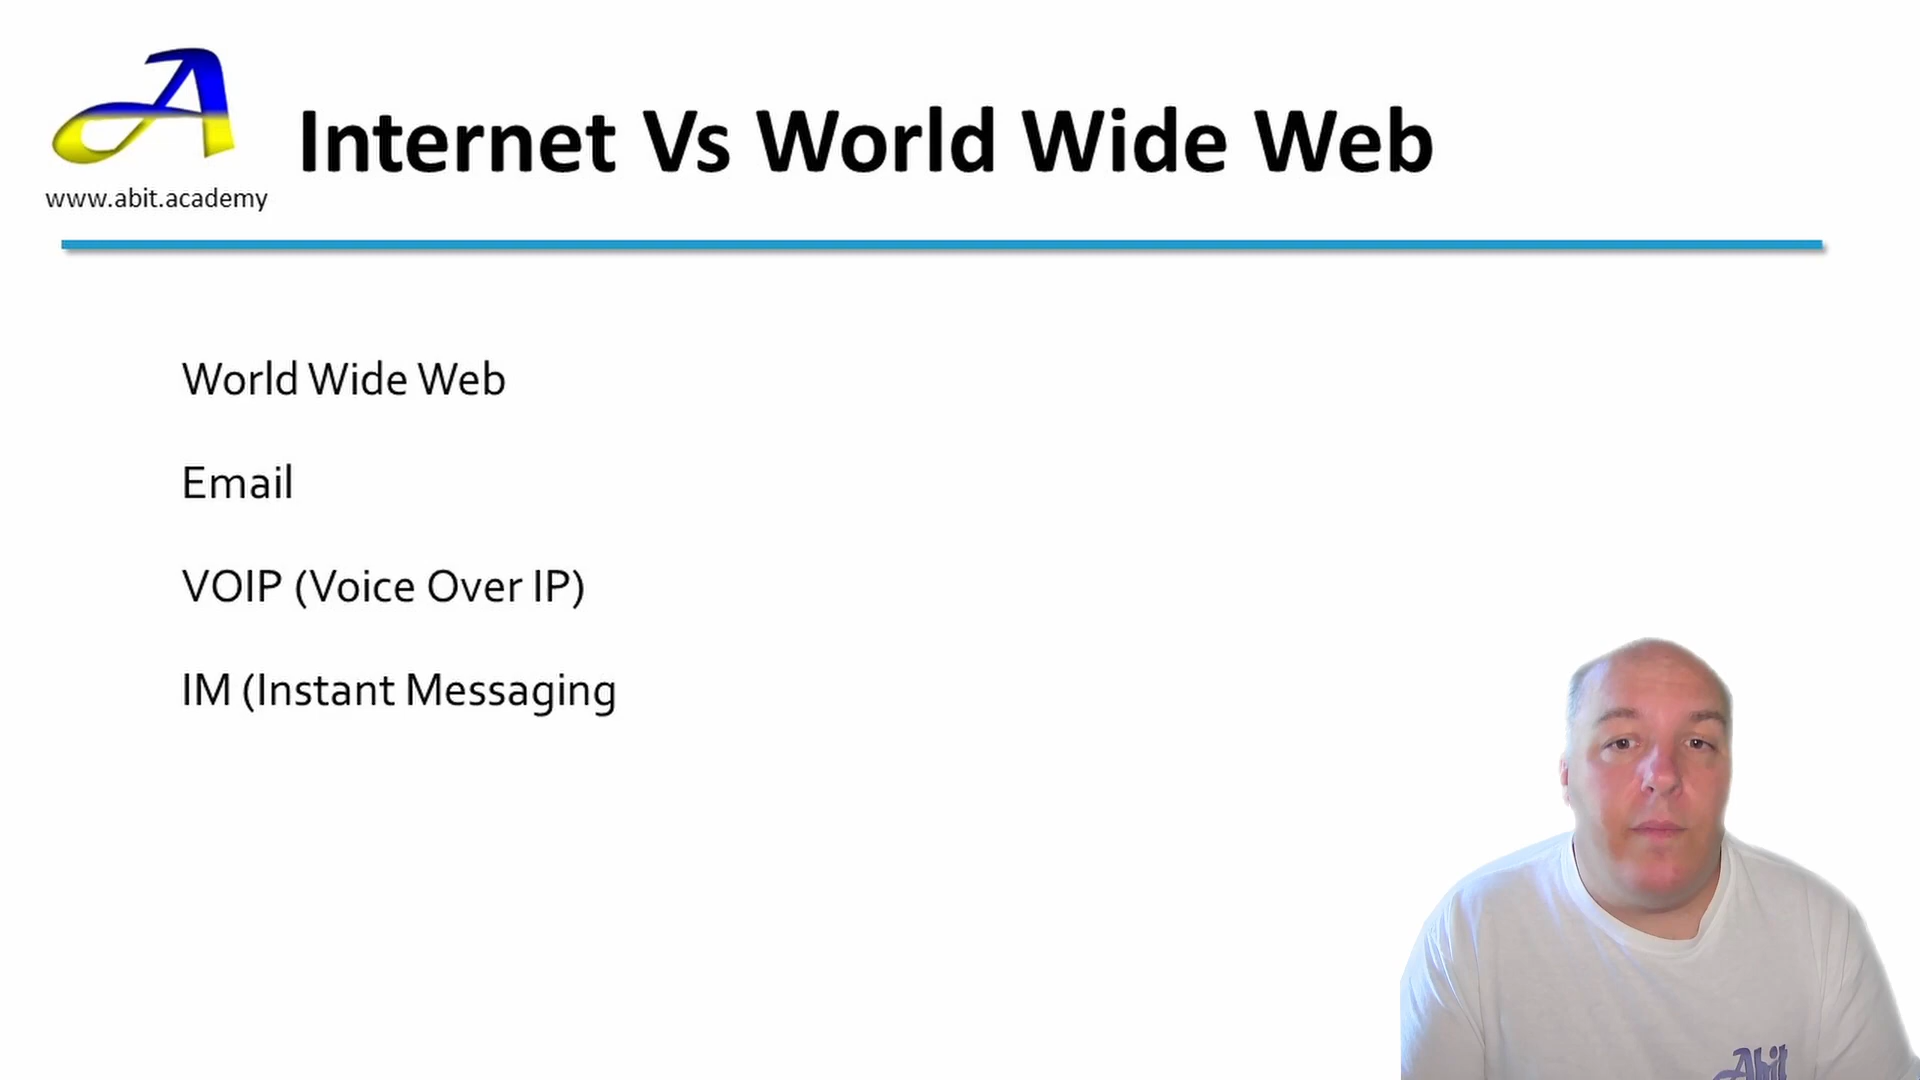 Internet Vs World Wide Web
www.abit.academy
World Wide Web
Email
VOIP (Voice Over IP)
IM (Instant Messaging
Abit